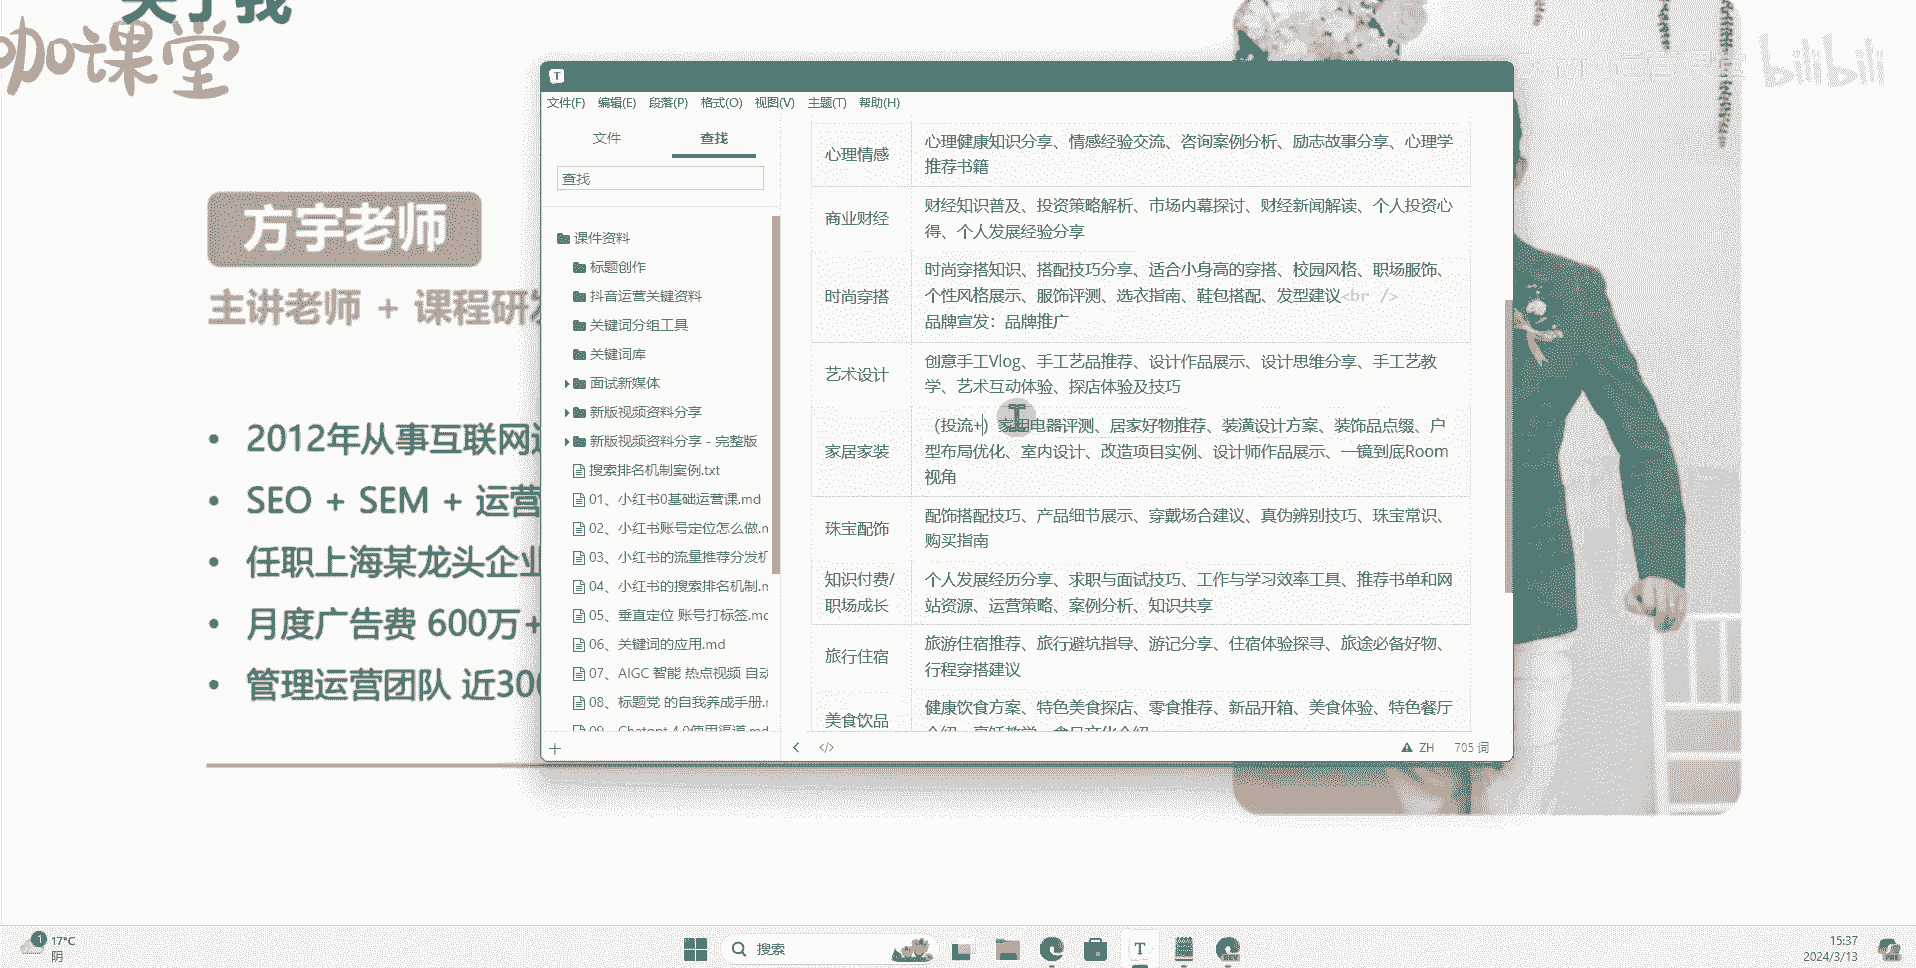 关于我
咖课堂
bilibili
方宇老师
主讲老师 + 课程研发
2012年从事互联网
SEO + SEM + 运营
任职上海某龙头企业
月度广告费 600万+
管理运营团队 近300
T
文件(F) 编辑(E) 段落(P) 格式(O) 视图(V) 主题(T) 帮助(H)
文件 查找
查找
课件资料
标题创作
抖音运营关键资料
关键词分组工具
关键词库
面试新媒体
新版视频资料分享
新版视频资料分享 - 完整版
搜索排名机制案例.txt
01、小红书0基础运营课.md
02、小红书账号定位怎么做.m
03、小红书的流量推荐分发机
04、小红书的搜索排名机制.m
05、垂直定位 账号打标签.mc
06、关键词的应用.md
07、AIGC 智能 热点视频 自动
08、标题党 的自我养成手册.m
09、Chatgpt 4.0使用渠道.md
心理情感
心理健康知识分享、情感经验交流、咨询案例分析、励志故事分享、心理学
推荐书籍
商业财经
财经知识普及、投资策略解析、市场内幕探讨、财经新闻解读、个人投资心
得、个人发展经验分享
时尚穿搭
时尚穿搭知识、搭配技巧分享、适合小身高的穿搭、校园风格、职场服饰、
个性风格展示、服饰评测、选衣指南、鞋包搭配、发型建议<br />
品牌宣发：品牌推广
艺术设计
创意手工Vlog、手工艺品推荐、设计作品展示、设计思维分享、手工艺教
学、艺术互动体验、探店体验及技巧
家居家装
（投流+）家用电器评测、居家好物推荐、装潢设计方案、装饰品点缀、户
型布局优化、室内设计、改造项目实例、设计师作品展示、一镜到底Room
视角
珠宝配饰
配饰搭配技巧、产品细节展示、穿戴场合建议、真伪辨别技巧、珠宝常识、
购买指南
知识付费/
职场成长
个人发展经历分享、求职与面试技巧、工作与学习效率工具、推荐书单和网
站资源、运营策略、案例分析、知识共享
旅行住宿
旅游住宿推荐、旅行避坑指导、游记分享、住宿体验探寻、旅途必备好物、
行程穿搭建议
美食饮品
健康饮食方案、特色美食探店、零食推荐、新品开箱、美食体验、特色餐厅
介绍、烹饪教学、食品文化介绍
</> ZH 705 词
1 17°C
阴
搜索
T
DEV
15:37
2024/3/13
PRE